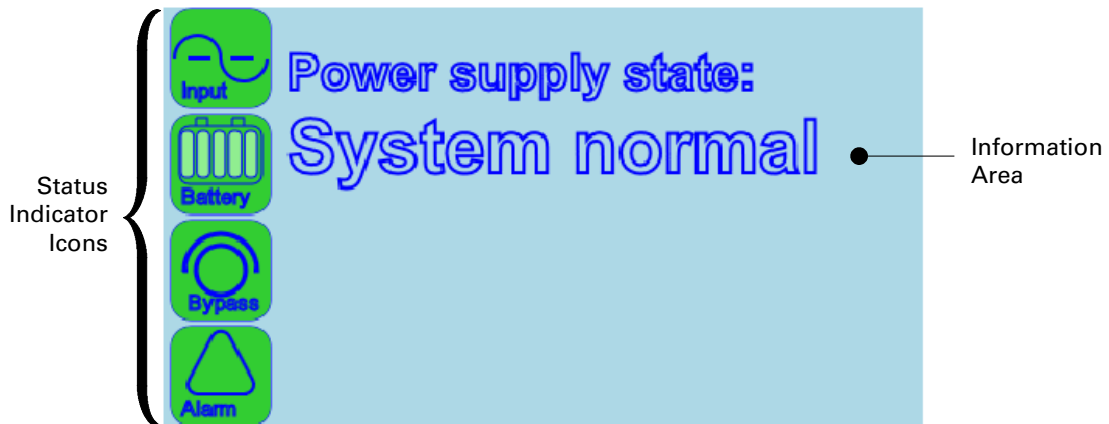 Status
Indicator
Icons
Input
Battery
Bypass
Alarm
Power supply state:
System normal
Information
Area